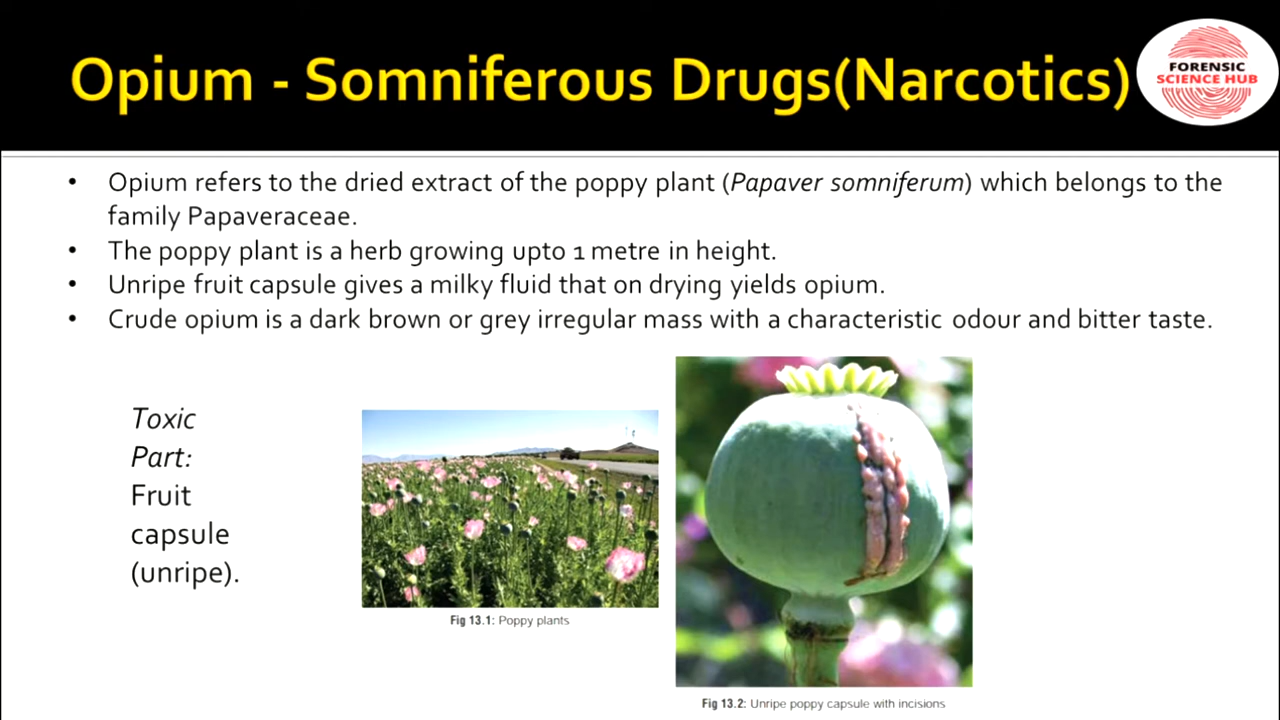 Opium - Somniferous Drugs(Narcotics)
FORENSIC
SCIENCE HUB
• Opium refers to the dried extract of the poppy plant (Papaver somniferum) which belongs to the
family Papaveraceae.
• The poppy plant is a herb growing upto 1 metre in height.
• Unripe fruit capsule gives a milky fluid that on drying yields opium.
• Crude opium is a dark brown or grey irregular mass with a characteristic odour and bitter taste.
Toxic
Part:
Fruit
capsule
(unripe).
Fig 13.1: Poppy plants
Fig 13.2: Unripe poppy capsule with incisions